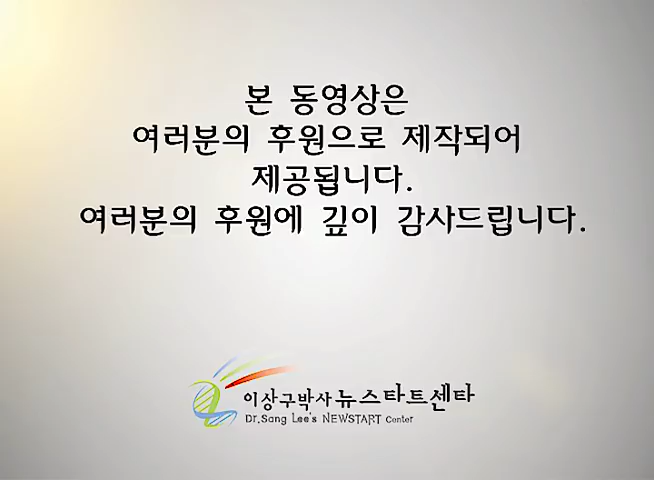 본 동영상은
여러분의 후원으로 제작되어
제공됩니다.
여러분의 후원에 깊이 감사드립니다.
이상구박사 뉴스타트센타
Dr.Sang Lee's NEWSTART Center